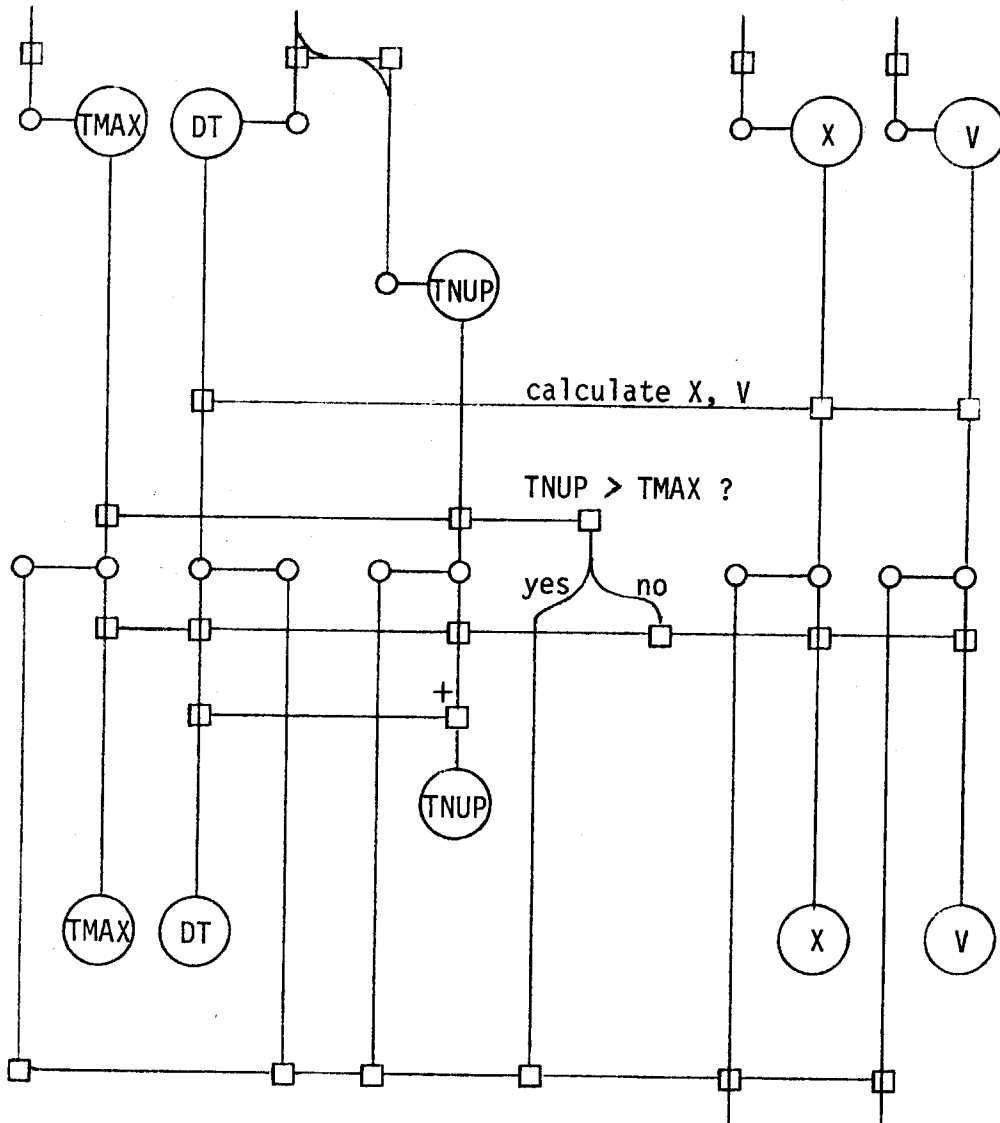 TMAX
DT
X
V
TNUP
calculate X, V
TNUP > TMAX ?
yes
no
+
TNUP
TMAX
DT
X
V